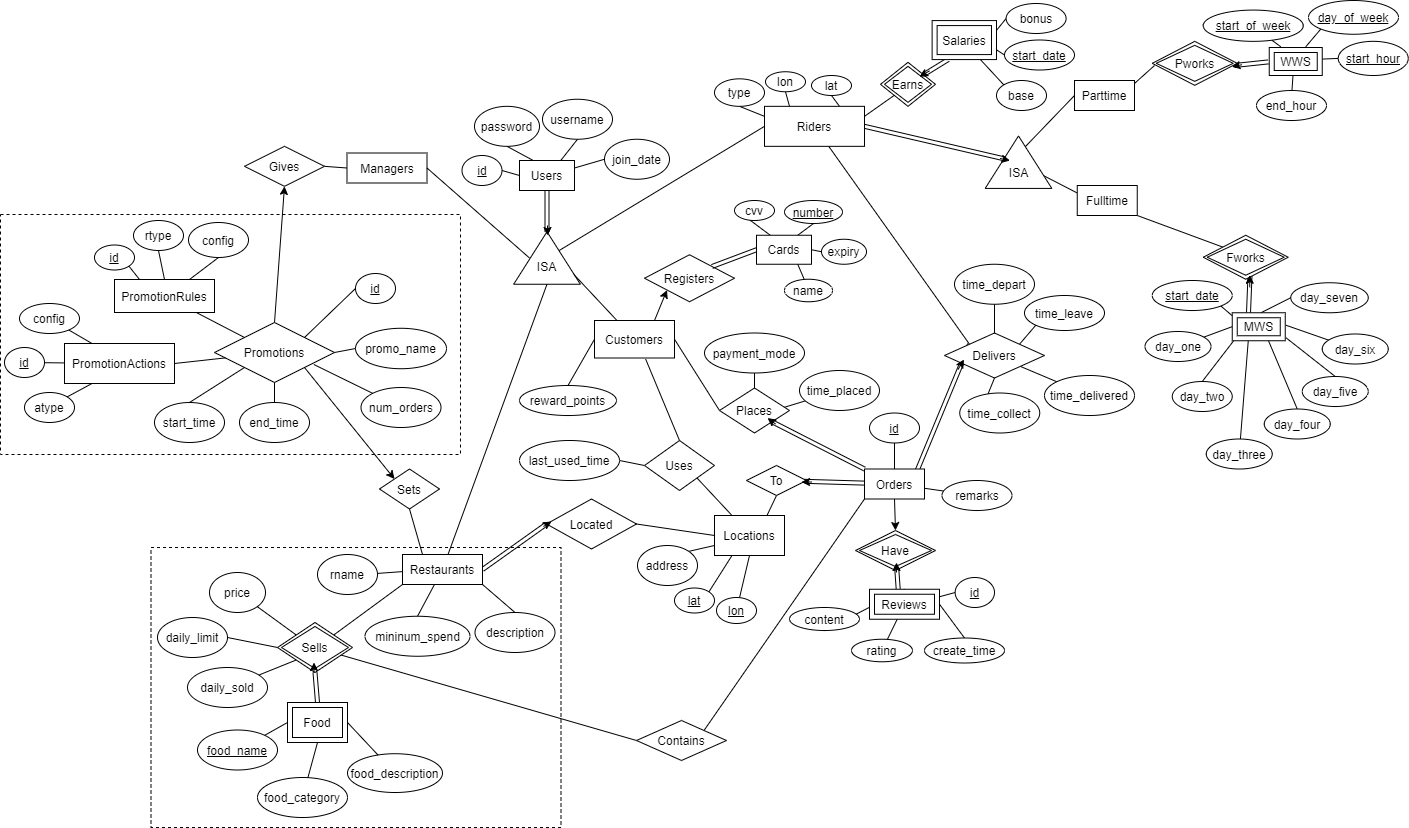 bonus
Salaries
start_date
base
Earns
start_of_week
day_of_week
Pworks
WWS
start_hour
end_hour
Parttime
type
lon
lat
Riders
ISA
Fulltime
password
username
id
Users
join_date
Gives
Managers
ISA
cvv
number
Cards
expiry
name
Registers
Fworks
start_date
day_seven
MWS
day_one
day_six
day_two
day_five
day_four
day_three
id
rtype
config
PromotionRules
config
id
PromotionActions
atype
Promotions
id
promo_name
num_orders
start_time
end_time
Customers
reward_points
payment_mode
Places
time_placed
time_depart
time_leave
Delivers
time_collect
time_delivered
id
Orders
remarks
last_used_time
Uses
To
Sets
Located
Locations
address
lat
lon
Have
Reviews
id
content
rating
create_time
rname
Restaurants
mininum_spend
description
price
daily_limit
Sells
daily_sold
Food
food_name
food_description
food_category
Contains